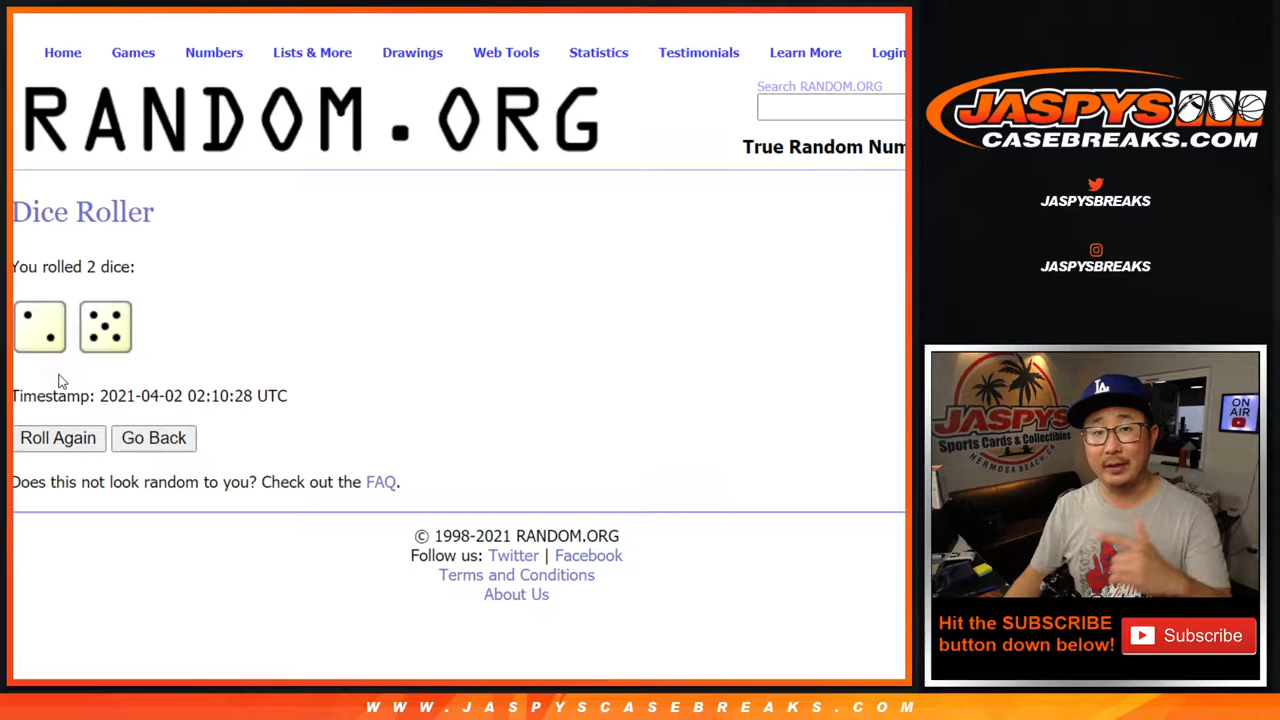 Home Games Numbers Lists & More Drawings Web Tools Statistics Testimonials Learn More Login
RANDOM.ORG
Search RANDOM.ORG
True Random Num
Dice Roller
You rolled 2 dice:
Timestamp: 2021-04-02 02:10:28 UTC
Roll Again Go Back
Does this not look random to you? Check out the FAQ.
© 1998-2021 RANDOM.ORG
Follow us: Twitter | Facebook
Terms and Conditions
About Us
JASPYS
CASEBREAKS.COM
JASPYSBREAKS
JASPYSBREAKS
JASPYS
Sports Cards & Collectibles
HERMOSA BEACH, CA
LA
ON
AIR
Hit the SUBSCRIBE
button down below!
Subscribe
WWW.JASPYSCASEBREAKS.COM